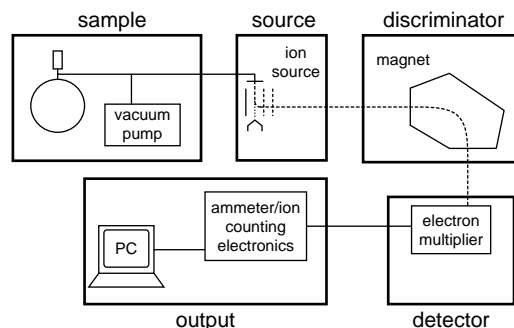 sample
source
discriminator
ion
source
magnet
vacuum
pump
PC
ammeter/ion
counting
electronics
electron
multiplier
output
detector